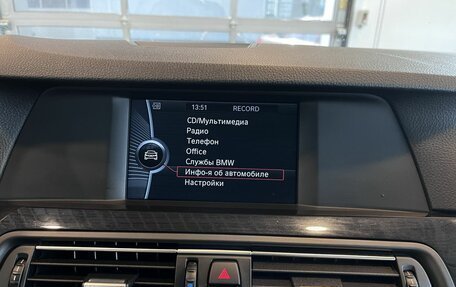 13:51 RECORD
CD/Мультимедиа
Радио
Телефон
Office
Службы BMW
Инфо-я об автомобиле
Настройки